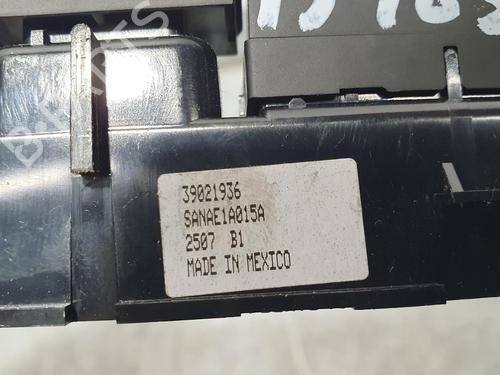 39021936
SANAE1A015A
2507 B1
MADE IN MEXICO